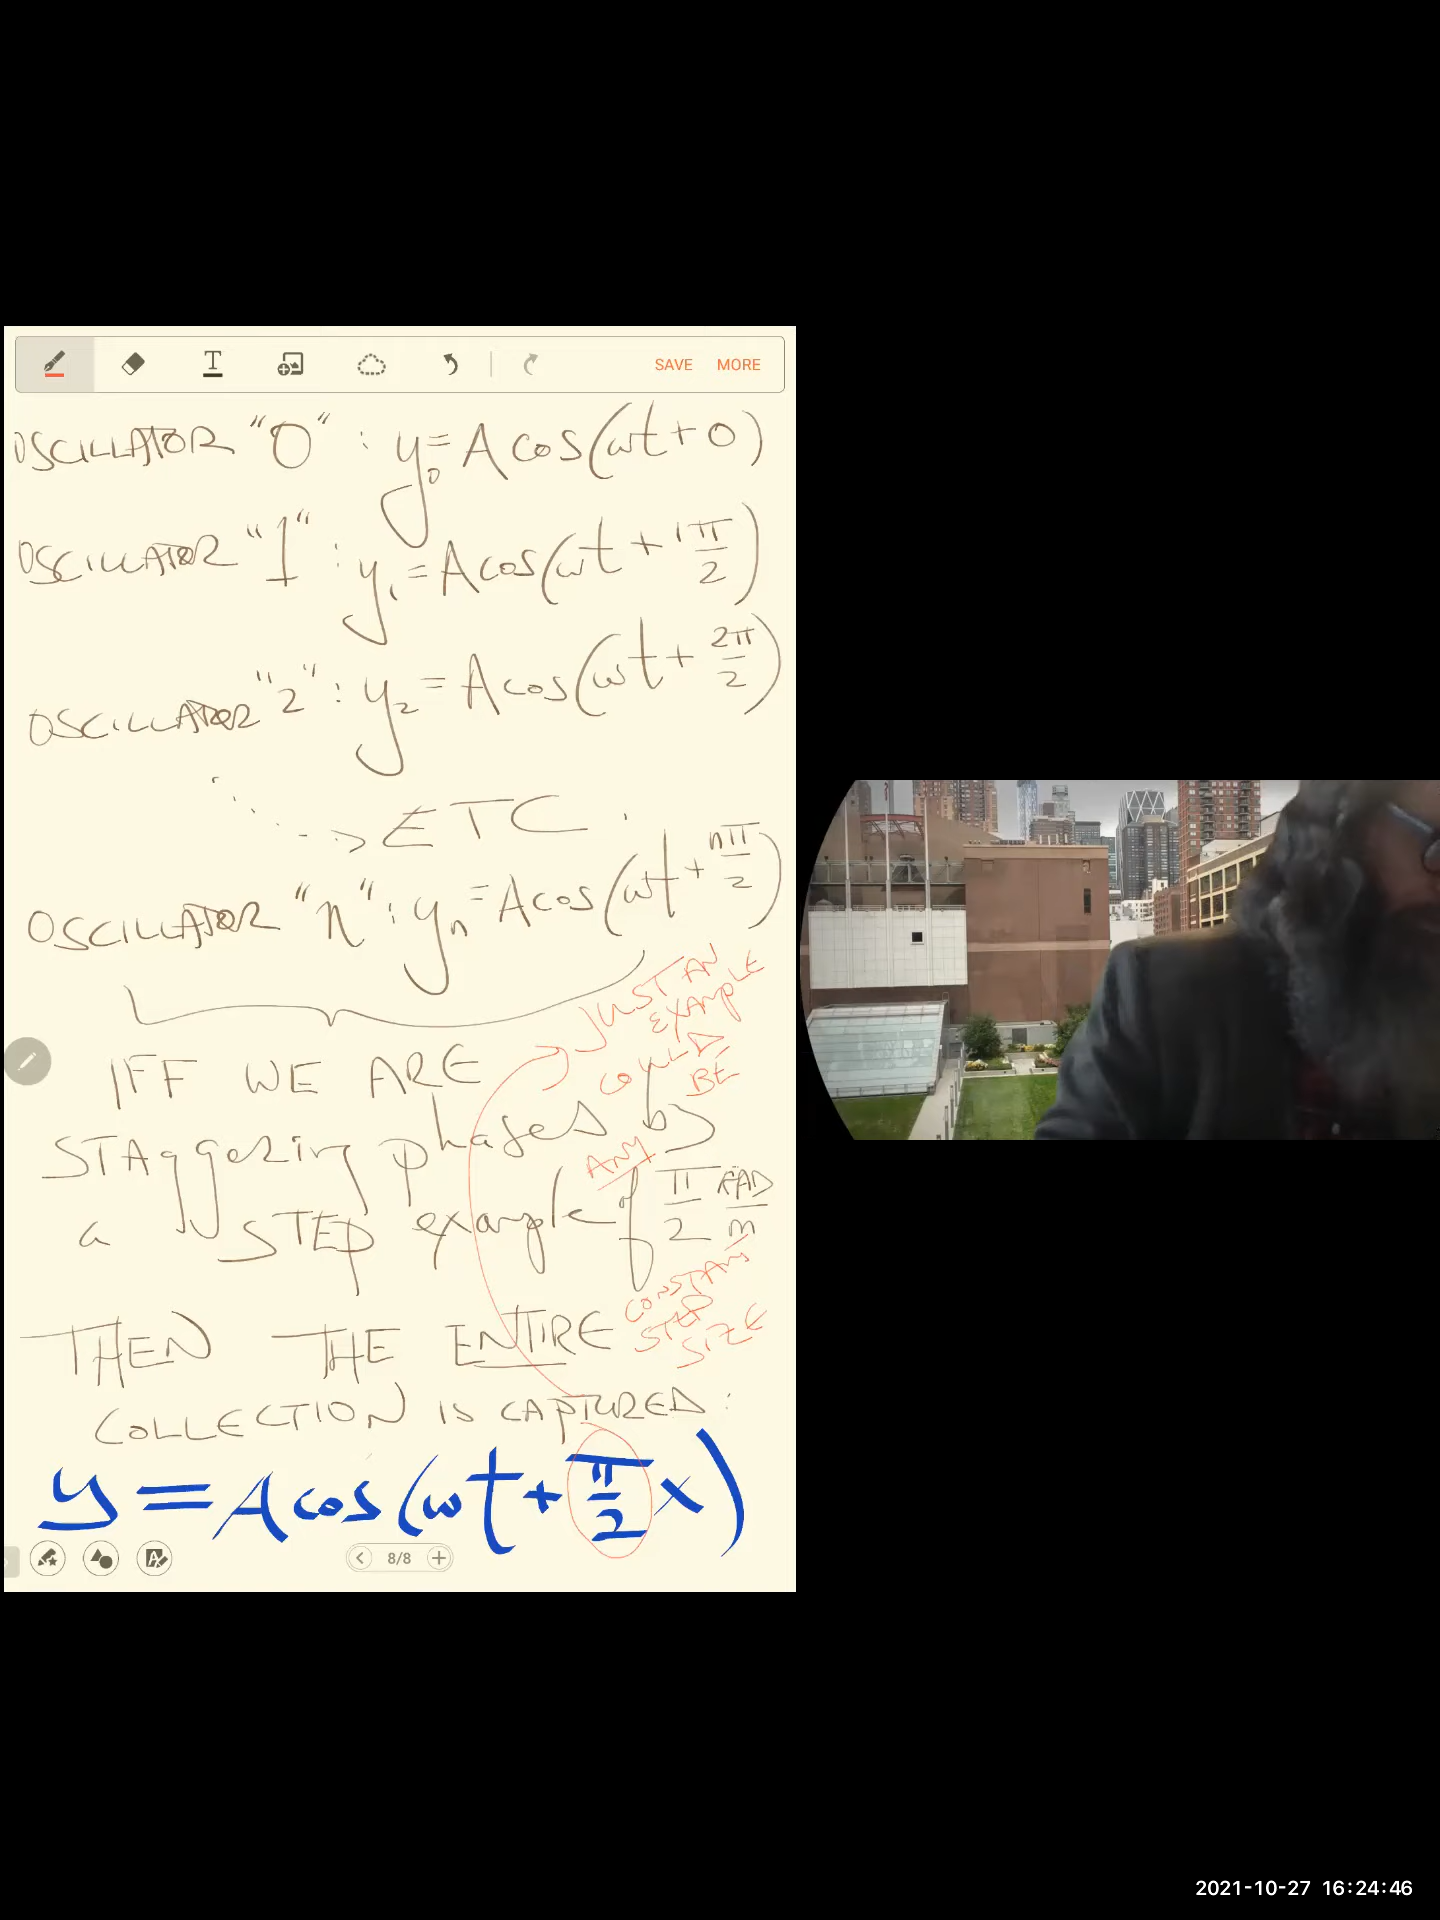 SAVE MORE
OSCILLATOR "0" : y₀ = A cos(ωt + 0)
OSCILLATOR "1" : y₁ = A cos(ωt + 1π/2)
OSCILLATOR "2" : y₂ = A cos(ωt + 2π/2)
⋱→ ETC.
OSCILLATOR "n" : yₙ = A cos(ωt + nπ/2)
JUST AN
EXAMPLE
COULD
BE
ANY
CONSTANT
STEP
SIZE
IFF WE ARE
STAggering phases by
a STEP example of π/2 RAD/m
THEN THE ENTIRE
COLLECTION IS CAPTURED :
y = A cos(ωt + π/2 x)
8/8
2021-10-27 16:24:46